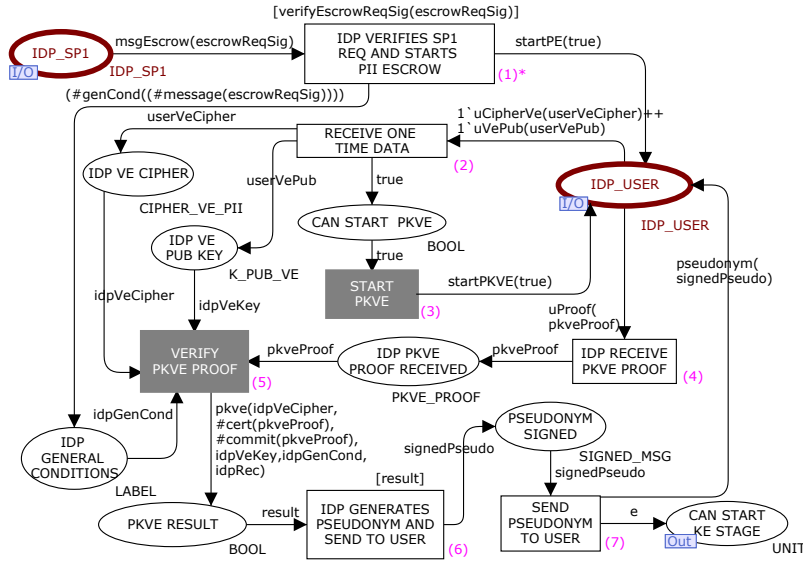 [verifyEscrowReqSig(escrowReqSig)]
IDP_SP1
I/O
IDP_SP1
msgEscrow(escrowReqSig)
IDP VERIFIES SP1
REQ AND STARTS
PII ESCROW
(1)*
startPE(true)
(#genCond((#message(escrowReqSig))))
userVeCipher
RECEIVE ONE
TIME DATA
(2)
1`uCipherVe(userVeCipher)++
1`uVePub(userVePub)
IDP VE CIPHER
CIPHER_VE_PII
userVePub
true
IDP_USER
I/O
IDP_USER
CAN START PKVE
BOOL
IDP VE
PUB KEY
K_PUB_VE
true
pseudonym(
signedPseudo)
idpVeCipher
idpVeKey
START
PKVE
(3)
startPKVE(true)
uProof(
pkveProof)
VERIFY
PKVE PROOF
(5)
pkveProof
IDP PKVE
PROOF RECEIVED
PKVE_PROOF
pkveProof
IDP RECEIVE
PKVE PROOF
(4)
idpGenCond
pkve(idpVeCipher,
#cert(pkveProof),
#commit(pkveProof),
idpVeKey,idpGenCond,
idpRec)
IDP
GENERAL
CONDITIONS
LABEL
signedPseudo
PSEUDONYM
SIGNED
SIGNED_MSG
signedPseudo
PKVE RESULT
BOOL
result
[result]
IDP GENERATES
PSEUDONYM AND
SEND TO USER
(6)
SEND
PSEUDONYM
TO USER
(7)
e
CAN START
KE STAGE
Out
UNIT